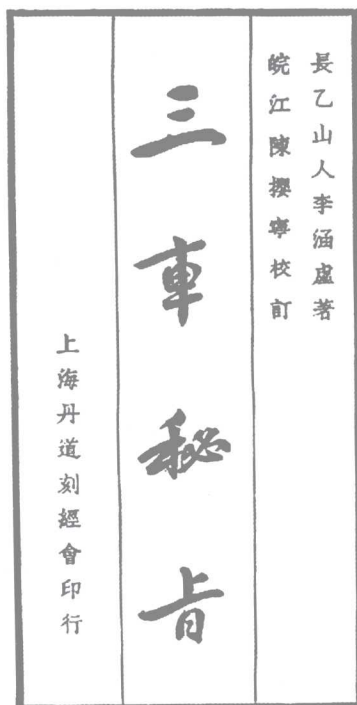 長乙山人李涵虛著
皖江陳攖寧校訂
三車秘旨
上海丹道刻經會印行